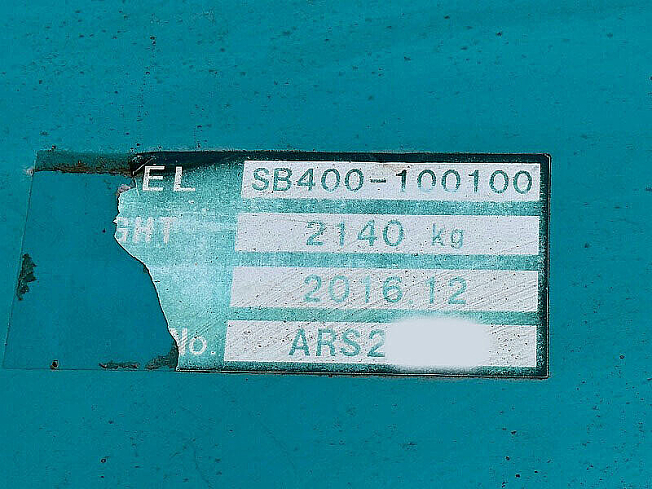 EL SB400-100100
GHT 2140 kg
2016.12
No. ARS2